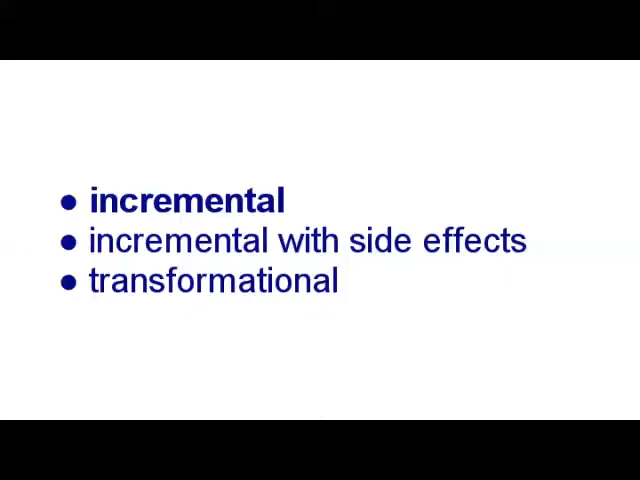 ● incremental
● incremental with side effects
● transformational